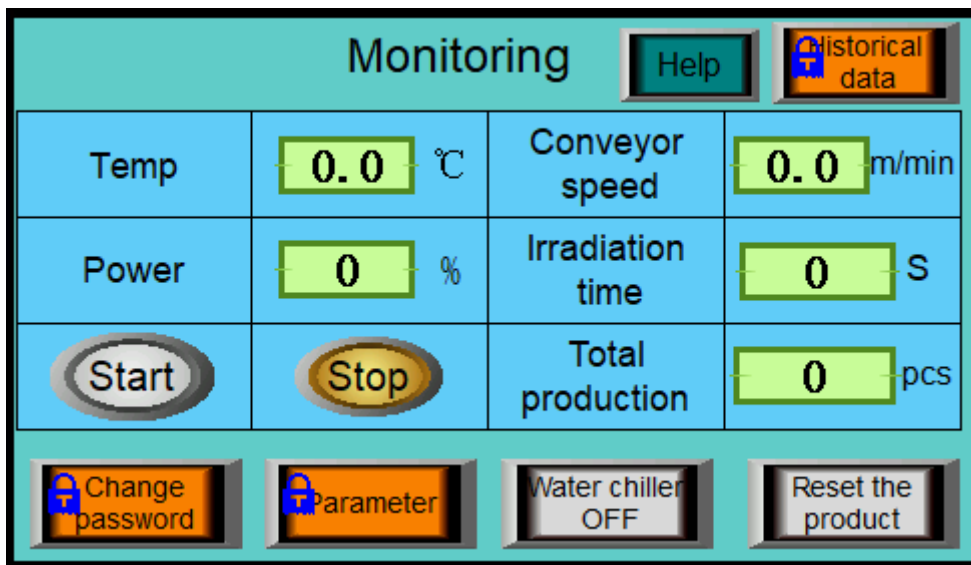 Monitoring
Help
Historical
data
Temp
0.0 ℃
Conveyor
speed
0.0 m/min
Power
0 %
Irradiation
time
0 S
Start
Stop
Total
production
0 pcs
Change
password
Parameter
Water chiller
OFF
Reset the
product